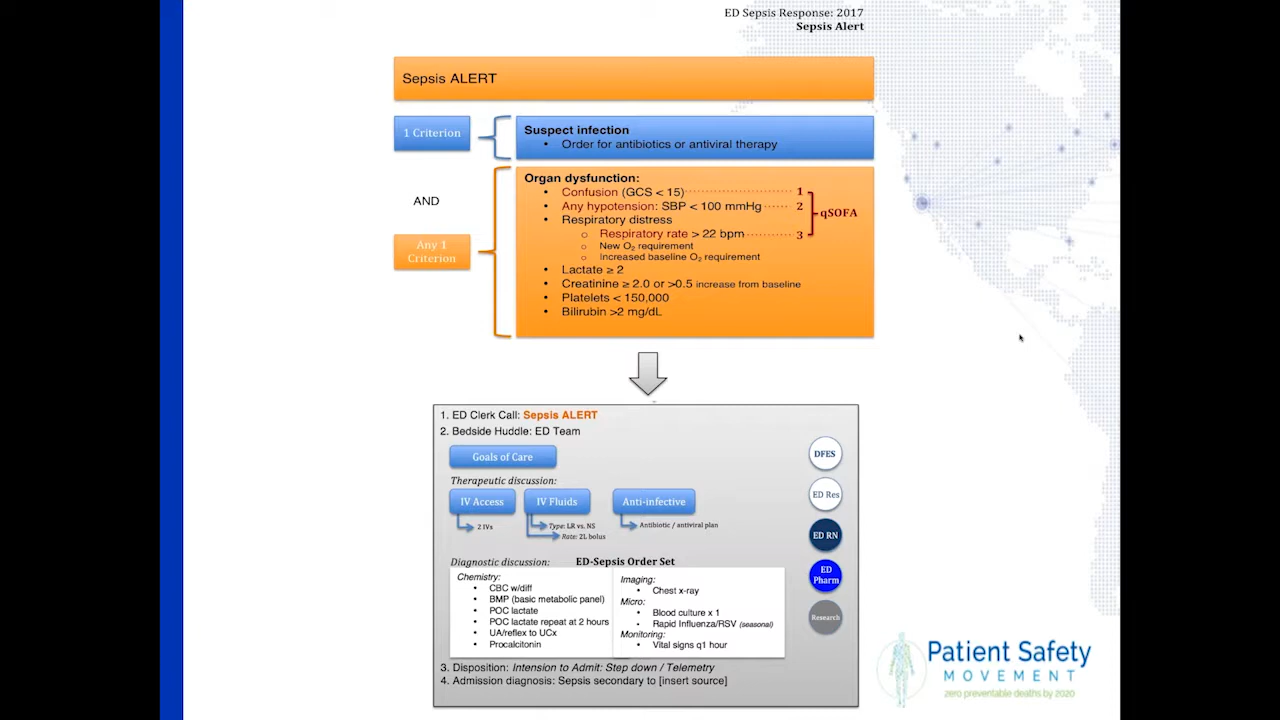 ED Sepsis Response: 2017
Sepsis Alert
Sepsis ALERT
1 Criterion
Suspect infection
• Order for antibiotics or antiviral therapy
AND
Any 1
Criterion
Organ dysfunction:
• Confusion (GCS < 15) 1
• Any hypotension: SBP < 100 mmHg 2
• Respiratory distress
o Respiratory rate > 22 bpm 3
qSOFA
o New O₂ requirement
o Increased baseline O₂ requirement
• Lactate ≥ 2
• Creatinine ≥ 2.0 or >0.5 increase from baseline
• Platelets < 150,000
• Bilirubin >2 mg/dL
1. ED Clerk Call: Sepsis ALERT
2. Bedside Huddle: ED Team
Goals of Care
Therapeutic discussion:
IV Access
IV Fluids
Anti-infective
2 IVs
Type: LR vs. NS
Rate: 2L bolus
Antibiotic / antiviral plan
Diagnostic discussion:
ED-Sepsis Order Set
Chemistry:
• CBC w/diff
• BMP (basic metabolic panel)
• POC lactate
• POC lactate repeat at 2 hours
• UA/reflex to UCx
• Procalcitonin
Imaging:
• Chest x-ray
Micro:
• Blood culture x 1
• Rapid Influenza/RSV (seasonal)
Monitoring:
• Vital signs q1 hour
3. Disposition: Intension to Admit: Step down / Telemetry
4. Admission diagnosis: Sepsis secondary to [insert source]
DFES
ED Res
ED RN
ED
Pharm
Research
Patient Safety
MOVEMENT
zero preventable deaths by 2020